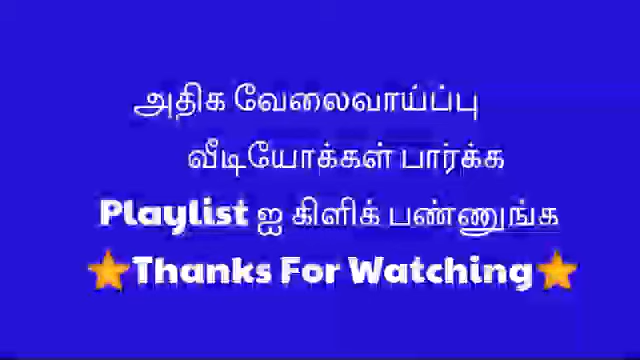 அதிக வேலைவாய்ப்பு
வீடியோக்கள் பார்க்க
Playlist ஐ கிளிக் பண்ணுங்க
⭐Thanks For Watching⭐